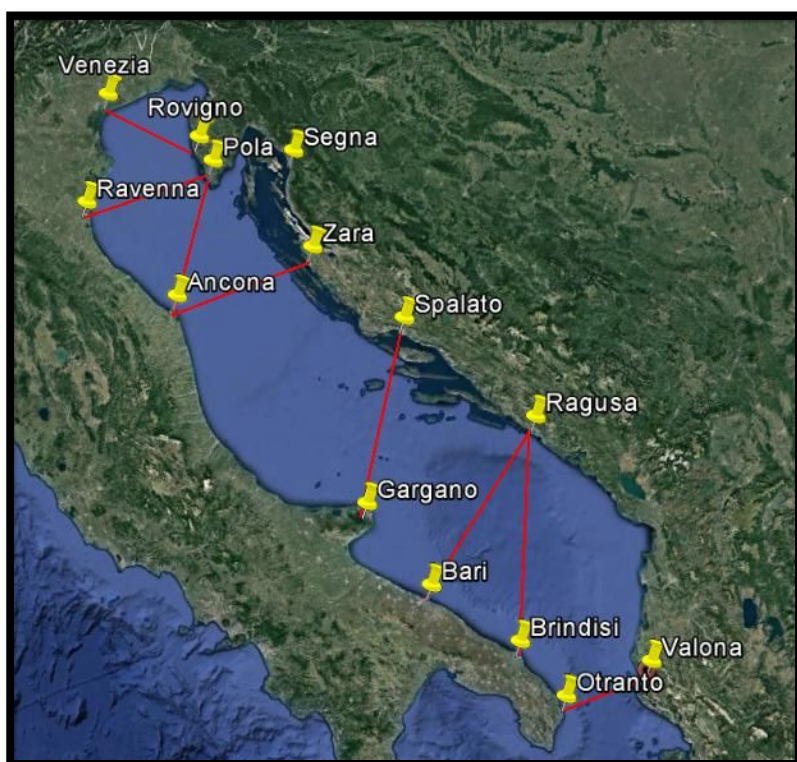 Venezia
Rovigno
Pola
Segna
Ravenna
Zara
Ancona
Spalato
Ragusa
Gargano
Bari
Brindisi
Valona
Otranto